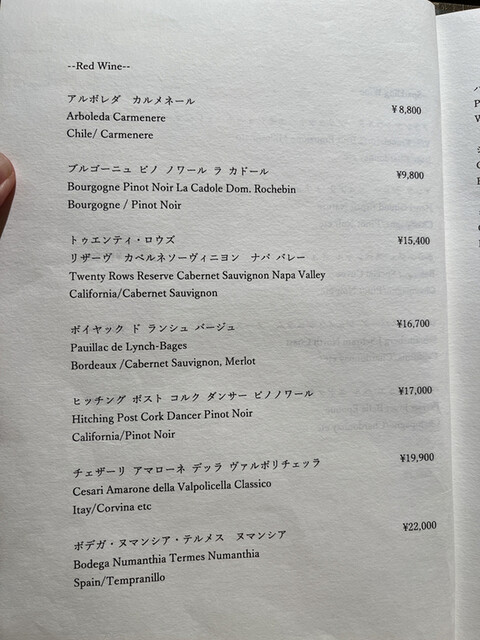 --Red Wine--
アルボレダ カルメネール
¥8,800
Arboleda Carmenere
Chile/ Carmenere
ブルゴーニュ ピノ ノワール ラ カドール
¥9,800
Bourgogne Pinot Noir La Cadole Dom. Rochebin
Bourgogne / Pinot Noir
トゥエンティ・ロウズ
¥15,400
リザーヴ カベルネソーヴィニヨン ナパ バレー
Twenty Rows Reserve Cabernet Sauvignon Napa Valley
California/Cabernet Sauvignon
ポイヤック ド ランシュ バージュ
¥16,700
Pauillac de Lynch-Bages
Bordeaux /Cabernet Sauvignon, Merlot
ヒッチング ポスト コルク ダンサー ピノノワール
¥17,000
Hitching Post Cork Dancer Pinot Noir
California/Pinot Noir
チェザーリ アマローネ デッラ ヴァルポリチェッラ
¥19,900
Cesari Amarone della Valpolicella Classico
Itay/Corvina etc
ボデガ・ヌマンシア・テルメス ヌマンシア
¥22,000
Bodega Numanthia Termes Numanthia
Spain/Tempranillo